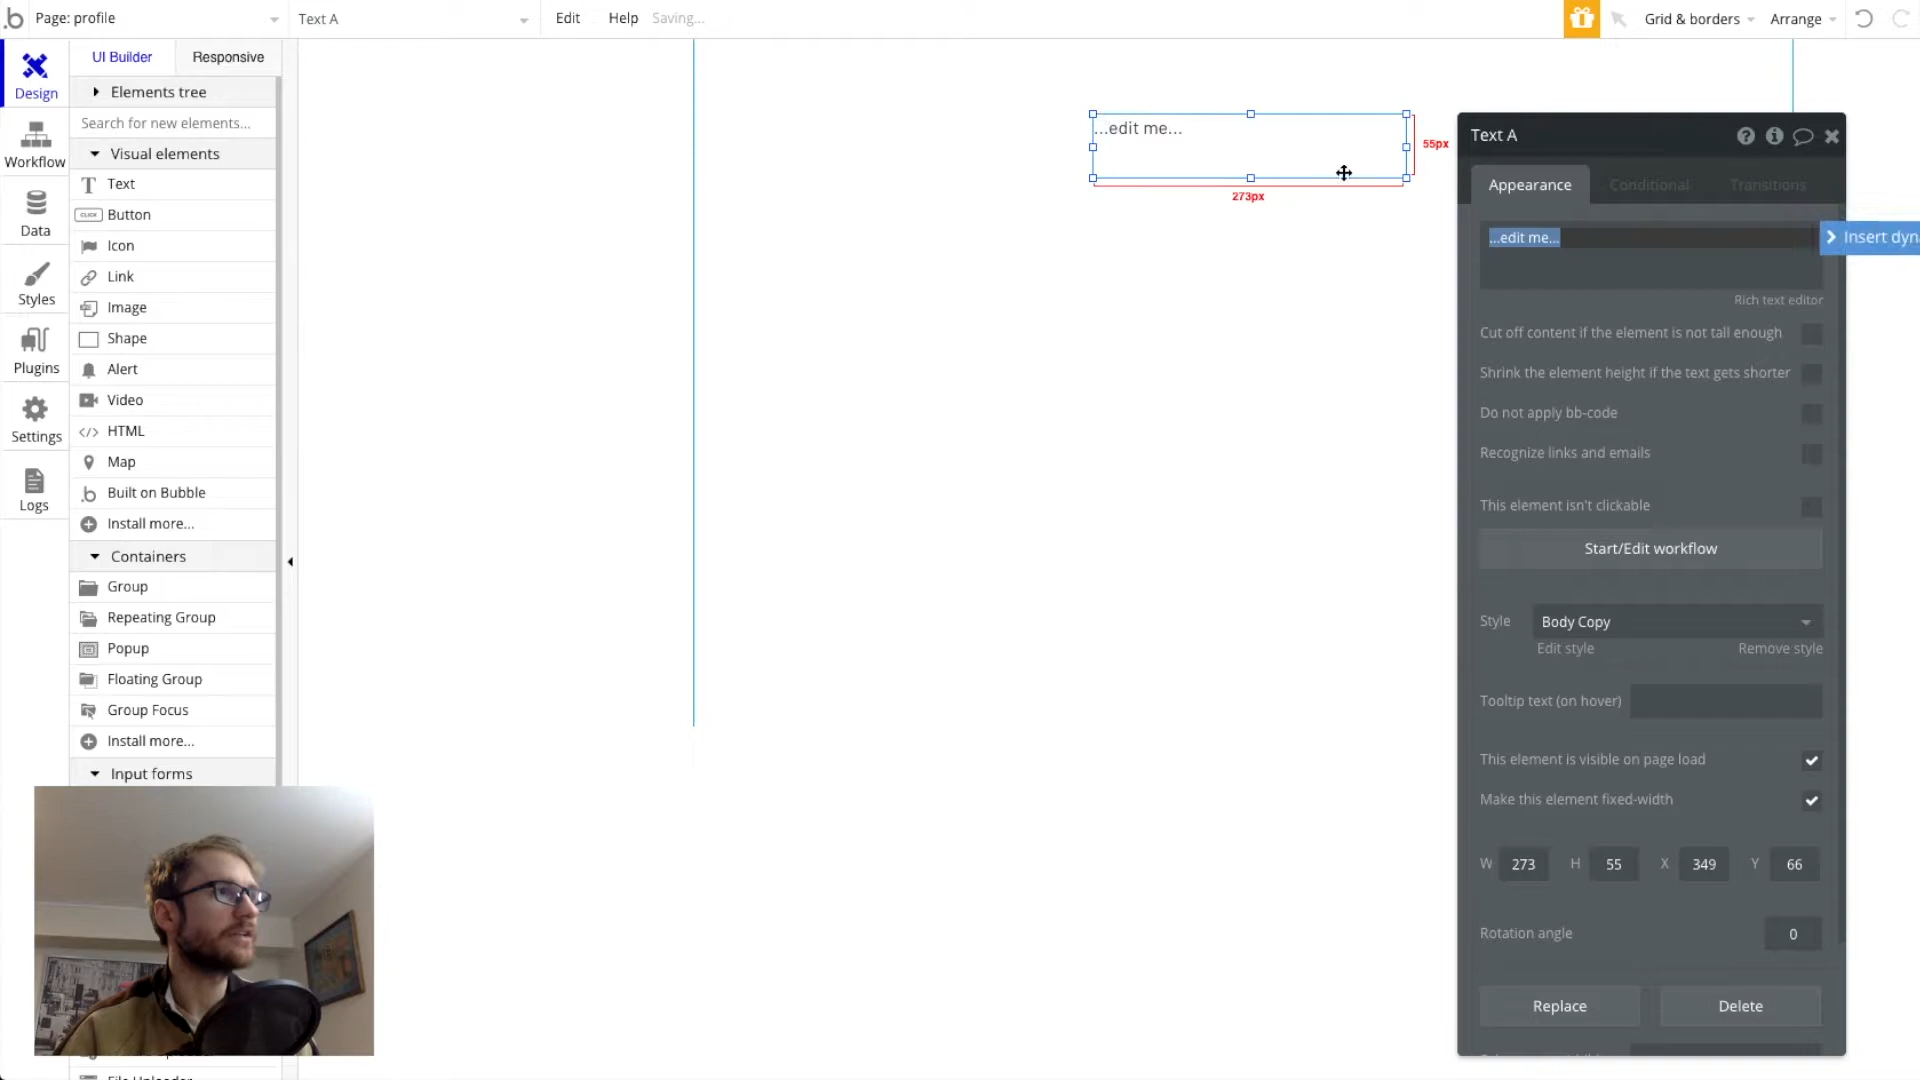 b Page: profile Text A Edit Help Saving... Grid & borders Arrange
UI Builder Responsive
Design
Elements tree
Search for new elements...
Workflow
Visual elements
Text
Button
Data
Icon
Link
Styles
Image
Shape
Plugins
Alert
Video
Settings
HTML
Map
Logs
Built on Bubble
Install more...
Containers
Group
Repeating Group
Popup
Floating Group
Group Focus
Install more...
Input forms
...edit me...
55px
273px
Text A
Appearance Conditional Transitions
...edit me...
Insert dyn
Rich text editor
Cut off content if the element is not tall enough
Shrink the element height if the text gets shorter
Do not apply bb-code
Recognize links and emails
This element isn't clickable
Start/Edit workflow
Style Body Copy
Edit style Remove style
Tooltip text (on hover)
This element is visible on page load
Make this element fixed-width
W 273 H 55 X 349 Y 66
Rotation angle 0
Replace Delete